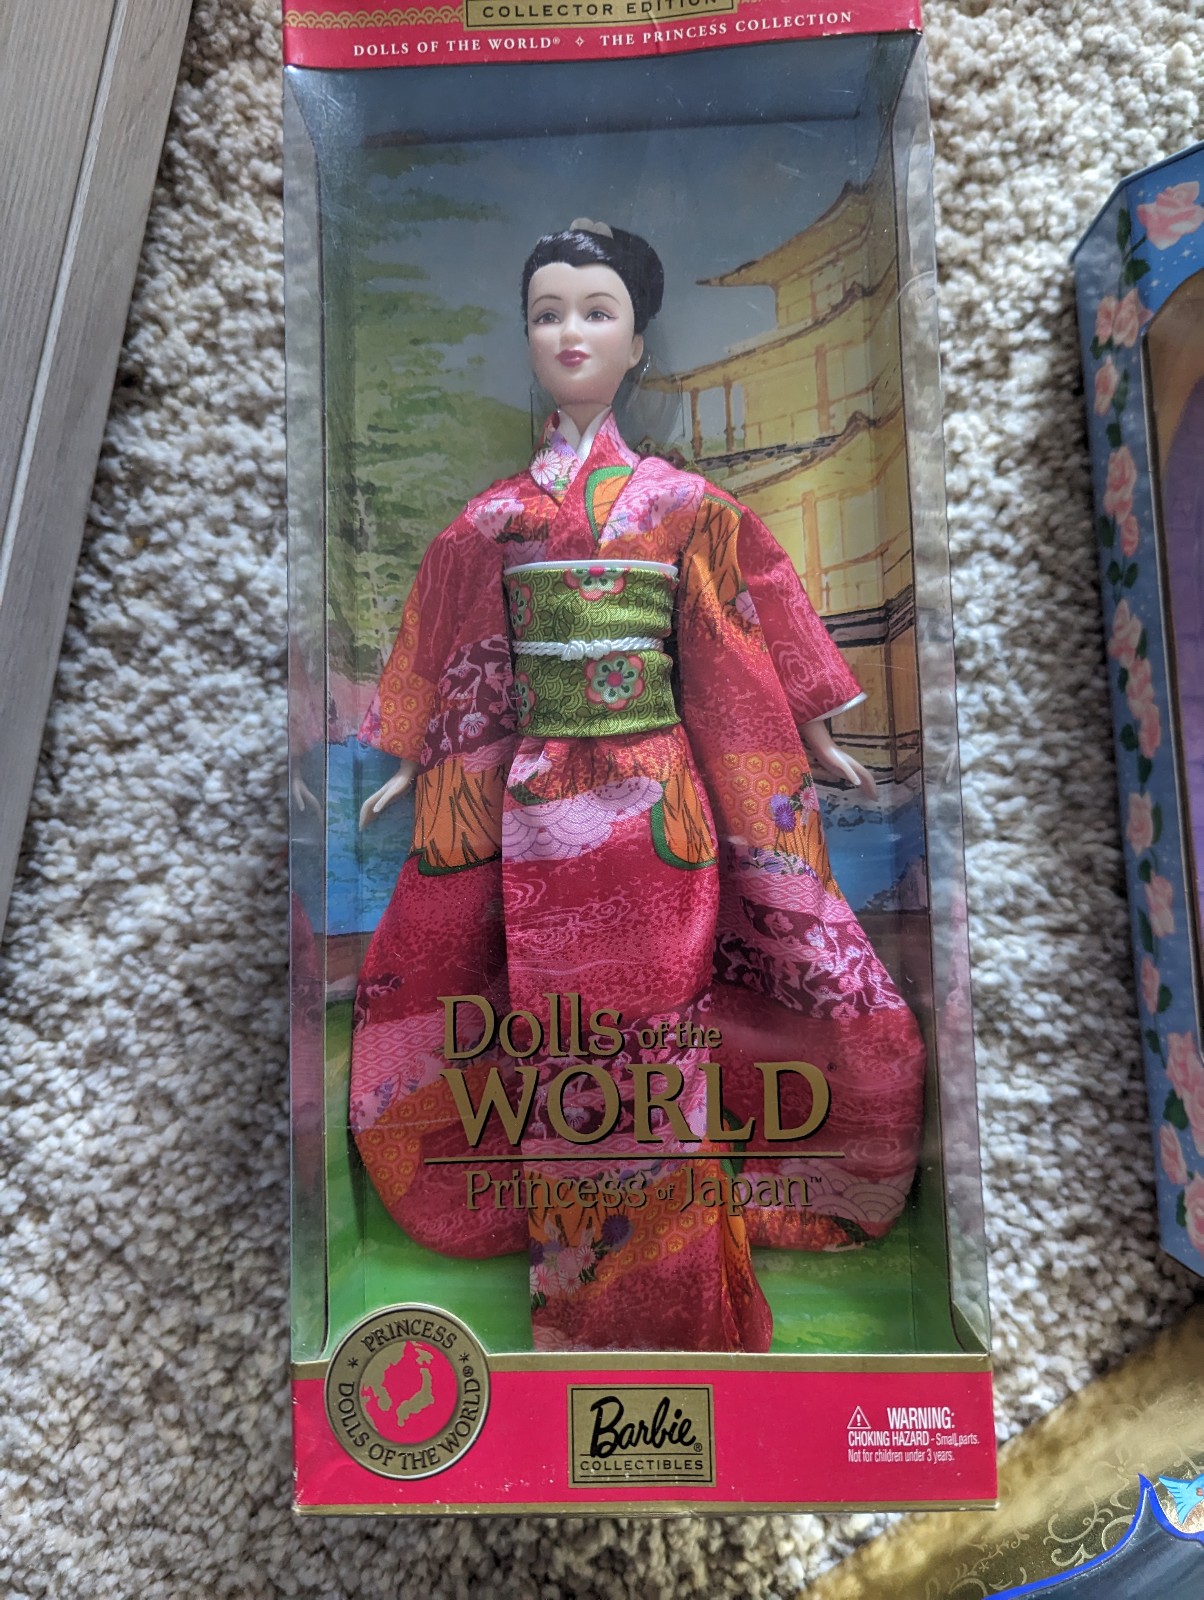 COLLECTOR EDITION
DOLLS OF THE WORLD® ✧ THE PRINCESS COLLECTION
Dolls of the
WORLD®
Princess of Japan™
* PRINCESS *
DOLLS OF THE WORLD®
Barbie®
COLLECTIBLES
WARNING:
CHOKING HAZARD - Small parts.
Not for children under 3 years.